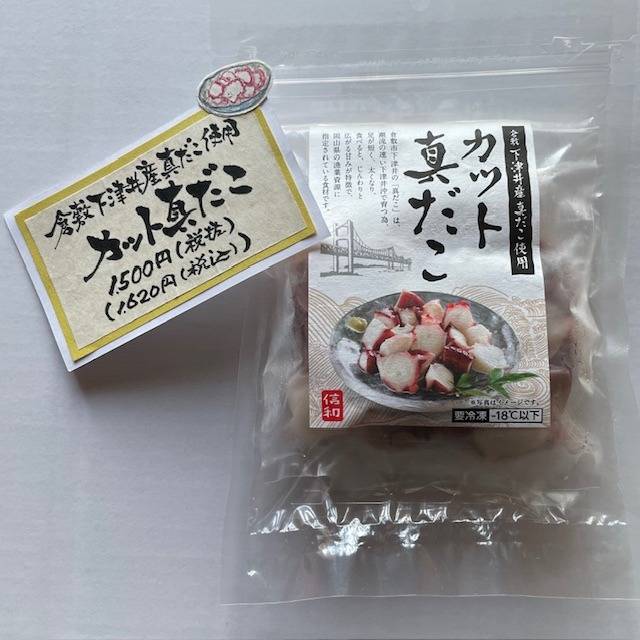 倉敷下津井産真だこ使用
カット真だこ
1500円(税抜)
(1.620円(税込))
倉敷 下津井産 真だこ使用
カット
真だこ
倉敷市下津井の「真だこ」は、
潮流の速い下津井沖で育つ為、
足が短く、太くなり、
食べると、じんわりと
広がる甘みが特徴で、
岡山県の漁業資源に
指定されている食材です。
※写真はイメージです。
信和
要冷凍 -18℃以下